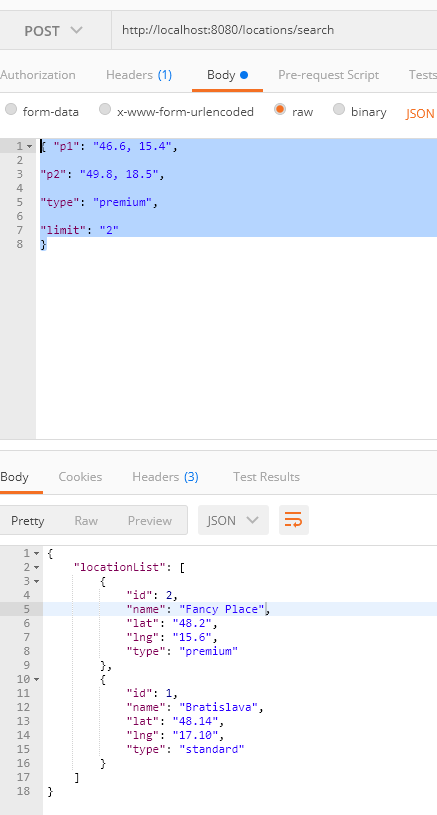 POST http://localhost:8080/locations/search
Authorization Headers (1) Body Pre-request Script Tests
form-data x-www-form-urlencoded raw binary JSON
1 { "p1": "46.6, 15.4",
2
3 "p2": "49.8, 18.5",
4
5 "type": "premium",
6
7 "limit": "2"
8 }
Body Cookies Headers (3) Test Results
Pretty Raw Preview JSON
1 {
2 "locationList": [
3 {
4 "id": 2,
5 "name": "Fancy Place",
6 "lat": "48.2",
7 "lng": "15.6",
8 "type": "premium"
9 },
10 {
11 "id": 1,
12 "name": "Bratislava",
13 "lat": "48.14",
14 "lng": "17.10",
15 "type": "standard"
16 }
17 ]
18 }